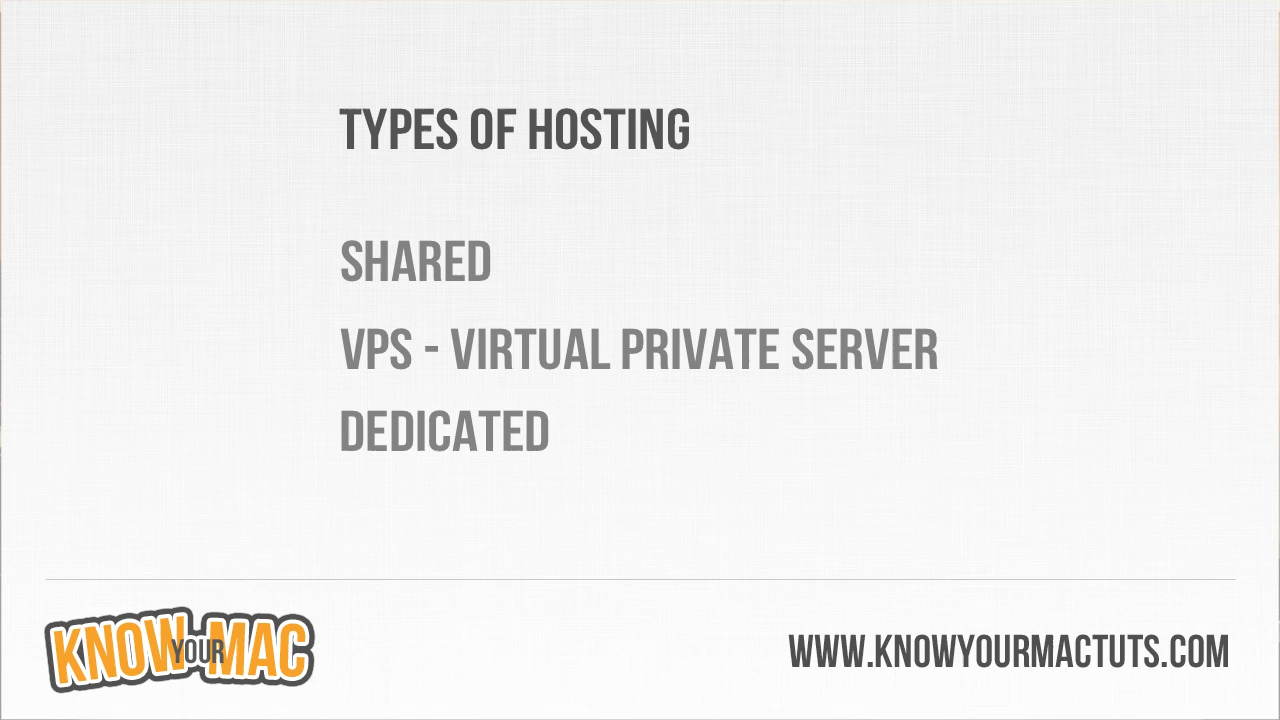 TYPES OF HOSTING
SHARED
VPS - VIRTUAL PRIVATE SERVER
DEDICATED
KNOW YOUR MAC
WWW.KNOWYOURMACTUTS.COM